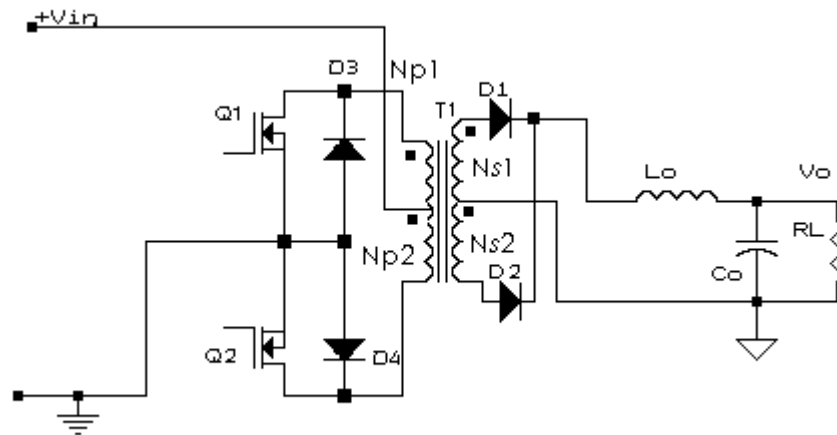 +Vin
D3
Np1
D1
Q1
T1
Ns1
Lo
Vo
Np2
Ns2
RL
D2
Co
Q2
D4